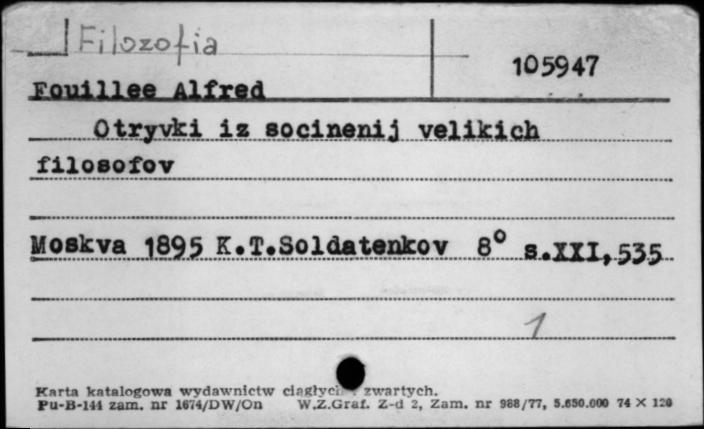 Filozofia
105947
Fouillee Alfred
Otryvki iz socinenij velikich
filosofov
Moskva 1895 K.T.Soldatenkov 8° s.XXI,535
1
Karta katalogowa wydawnictw ciągłych i zwartych.
Pu-B-144 zam. nr 1674/DW/On W.Z.Graf. Z-d 2, Zam. nr 988/77, 5.650.000 74 X 120